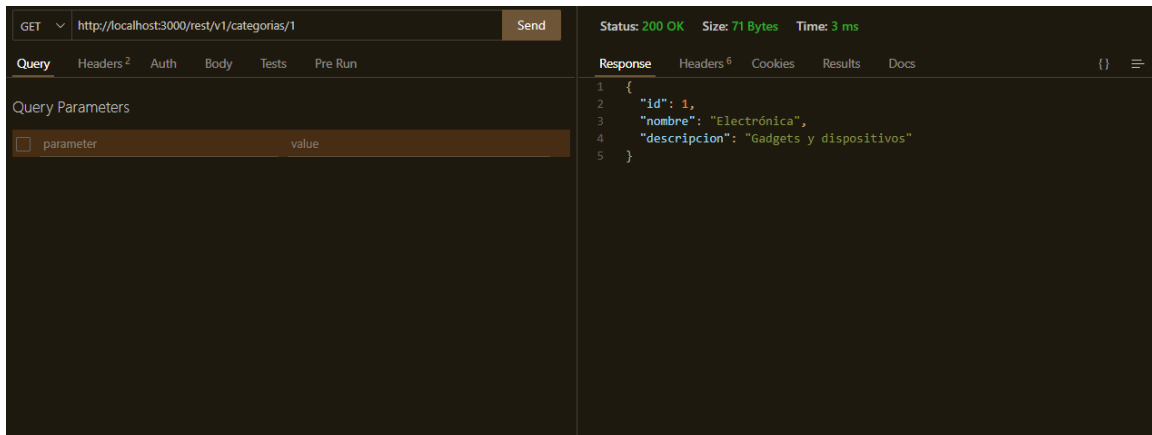 GET http://localhost:3000/rest/v1/categorias/1 Send
Query Headers 2 Auth Body Tests Pre Run
Query Parameters
parameter value
Status: 200 OK Size: 71 Bytes Time: 3 ms
Response Headers 6 Cookies Results Docs {}
1 {
2 "id": 1,
3 "nombre": "Electrónica",
4 "descripcion": "Gadgets y dispositivos"
5 }